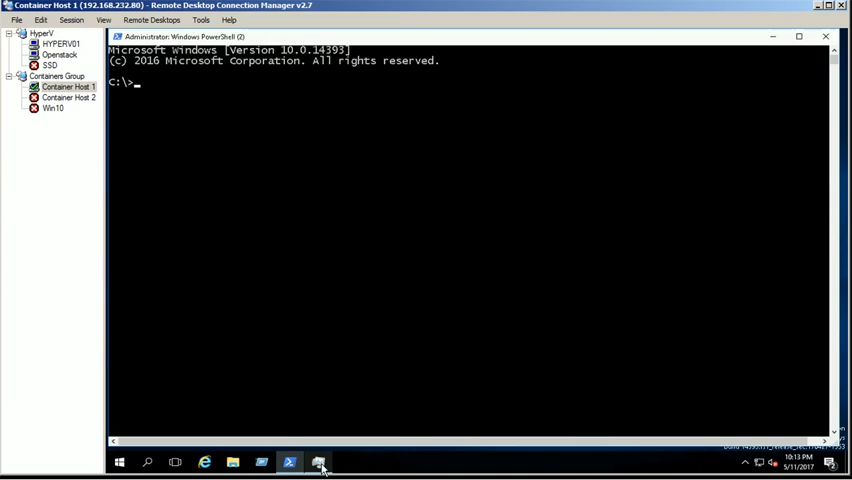 Container Host 1 (192.168.232.80) - Remote Desktop Connection Manager v2.7
File Edit Session View Remote Desktops Tools Help
HyperV
HYPERV01
Openstack
SSD
Containers Group
Container Host 1
Container Host 2
Win10
Administrator: Windows PowerShell (2)
Microsoft Windows [Version 10.0.14393]
(c) 2016 Microsoft Corporation. All rights reserved.
C:\>
10:13 PM
5/11/2017
2